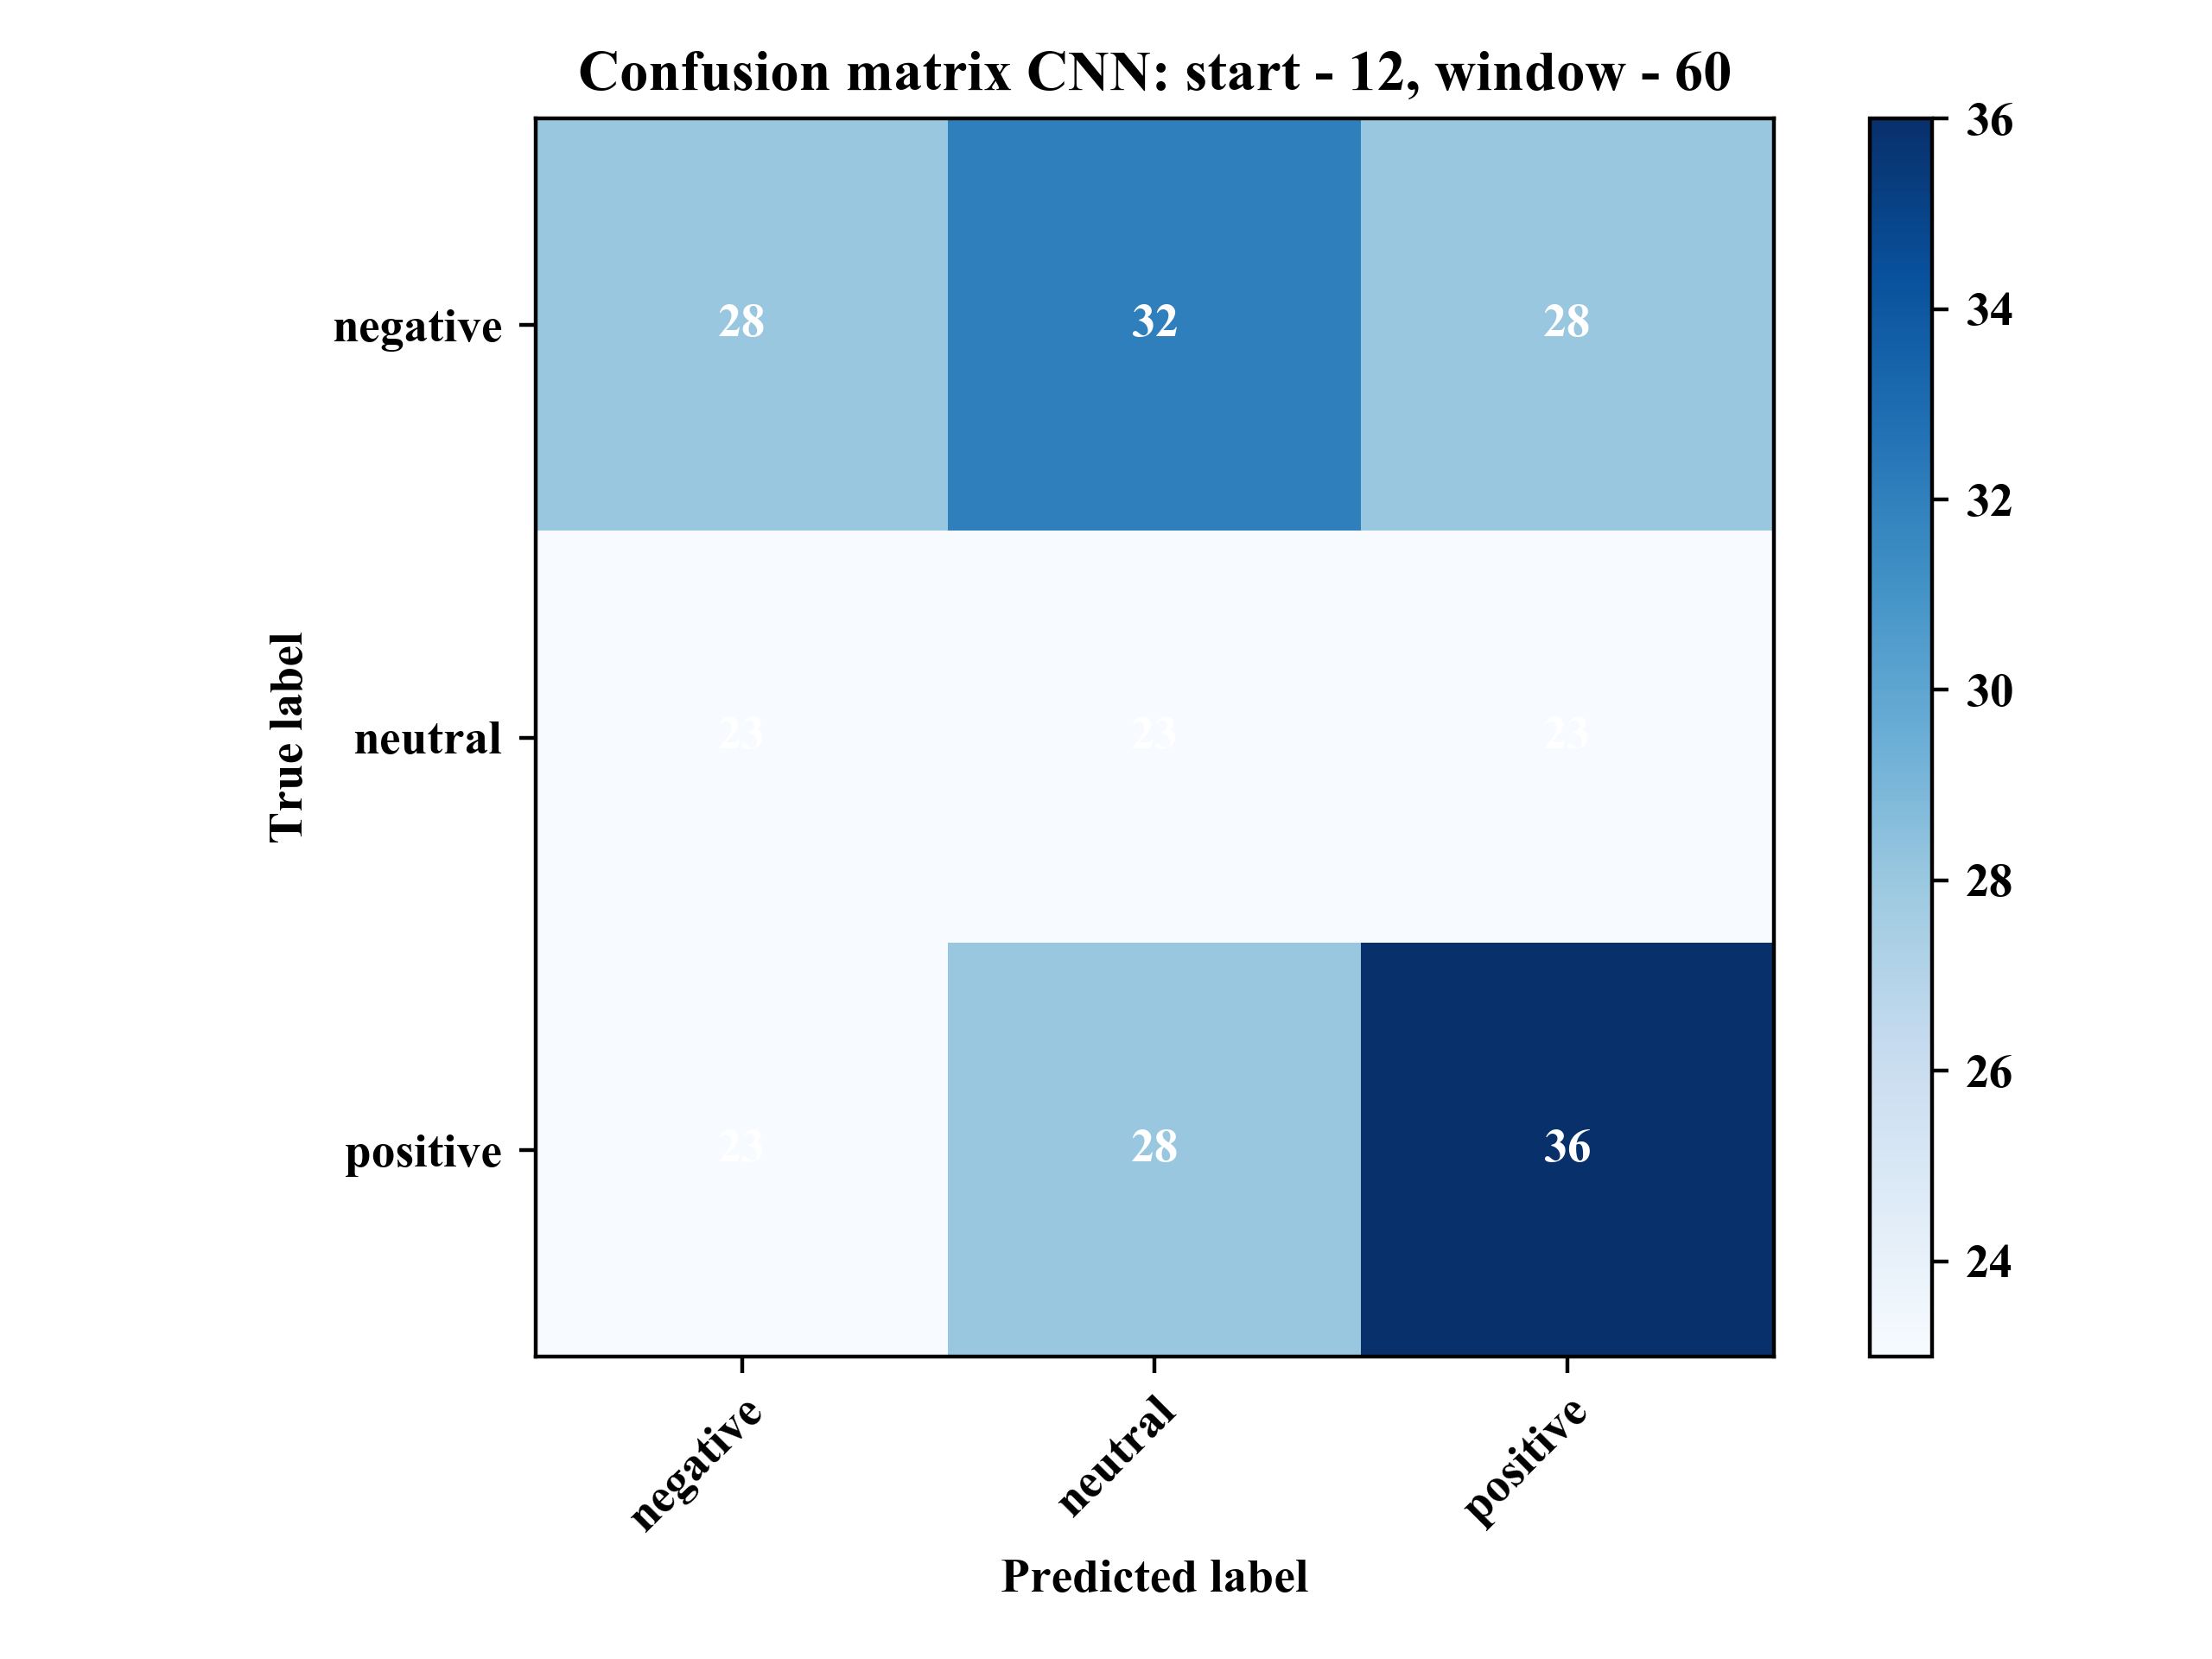 Confusion matrix CNN: start - 12, window - 60
36
34
32
30
28
26
24
True label
negative
28
32
28
neutral
23
23
23
positive
23
28
36
negative
neutral
positive
Predicted label